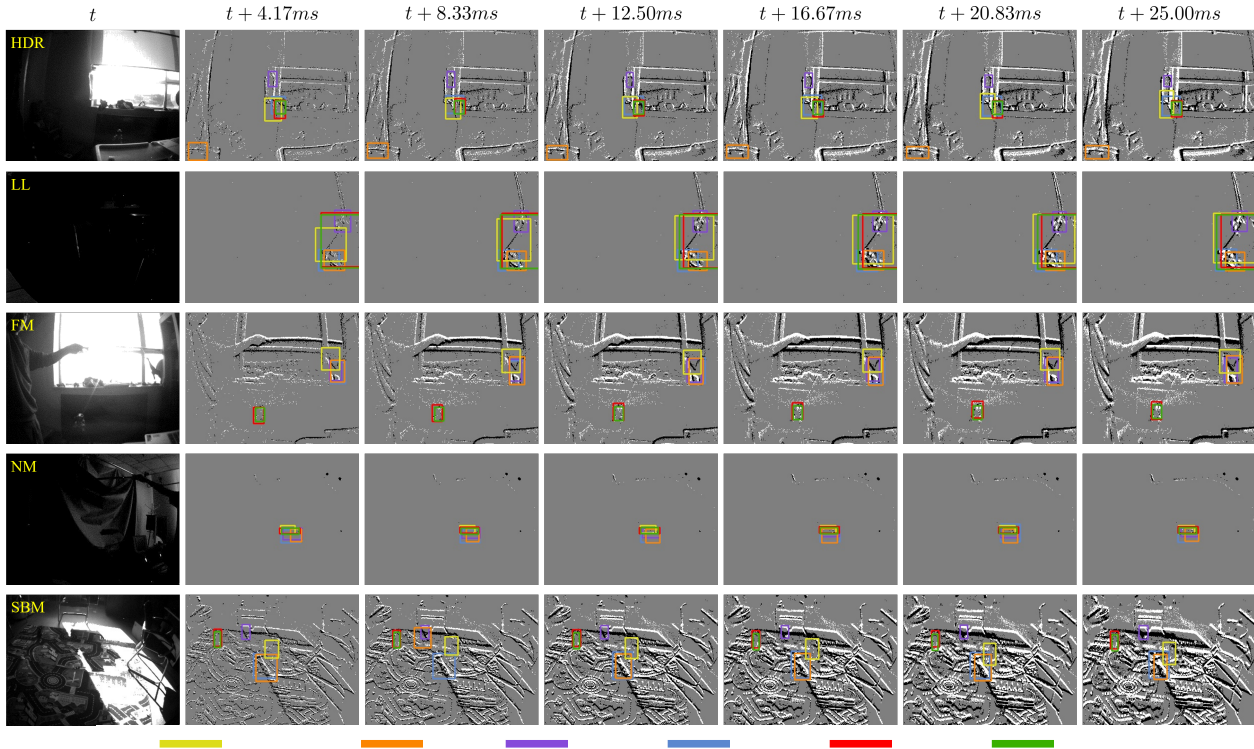 t t + 4.17ms t + 8.33ms t + 12.50ms t + 16.67ms t + 20.83ms t + 25.00ms
HDR
LL
FM
NM
SBM